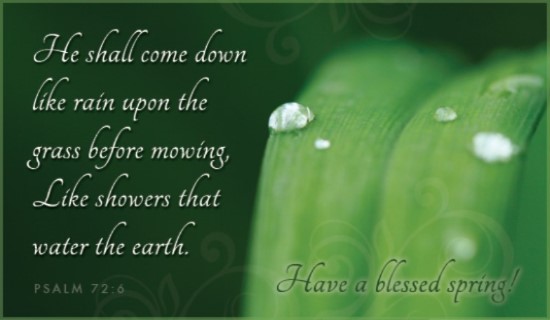 He shall come down
like rain upon the
grass before mowing,
Like showers that
water the earth.
PSALM 72:6
Have a blessed spring!